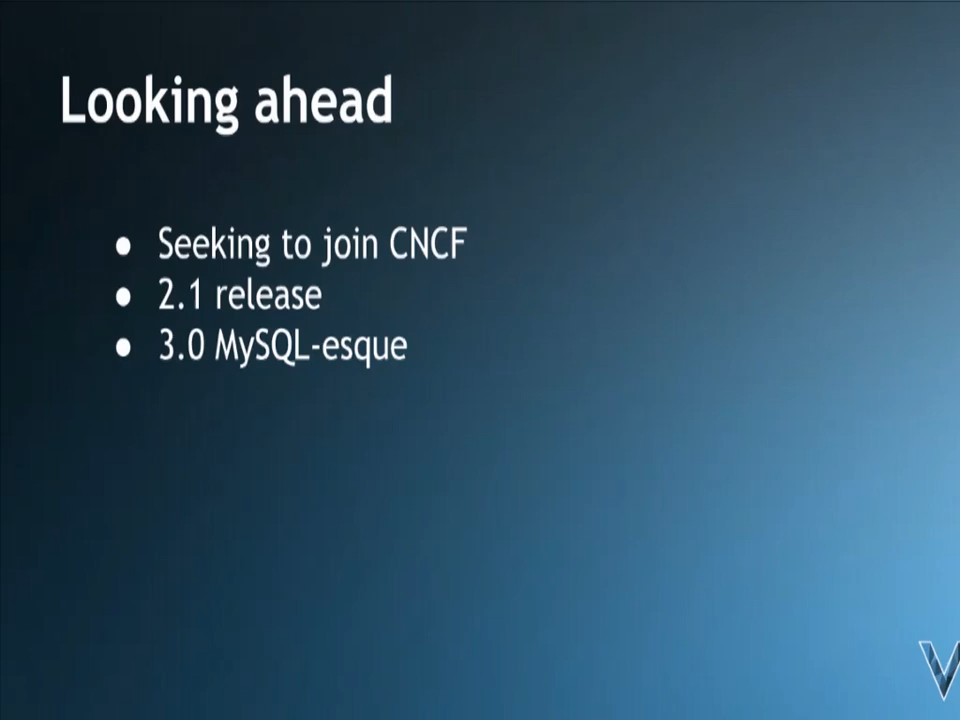 Looking ahead
● Seeking to join CNCF
● 2.1 release
● 3.0 MySQL-esque
V